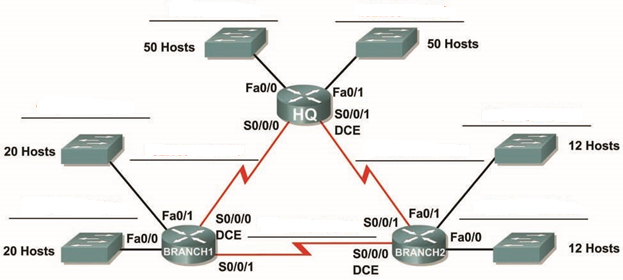 50 Hosts
50 Hosts
Fa0/0
Fa0/1
HQ
S0/0/0
S0/0/1
DCE
20 Hosts
12 Hosts
Fa0/1
S0/0/0
DCE
Fa0/0
BRANCH1
S0/0/1
20 Hosts
S0/0/1
Fa0/1
Fa0/0
BRANCH2
S0/0/0
DCE
12 Hosts